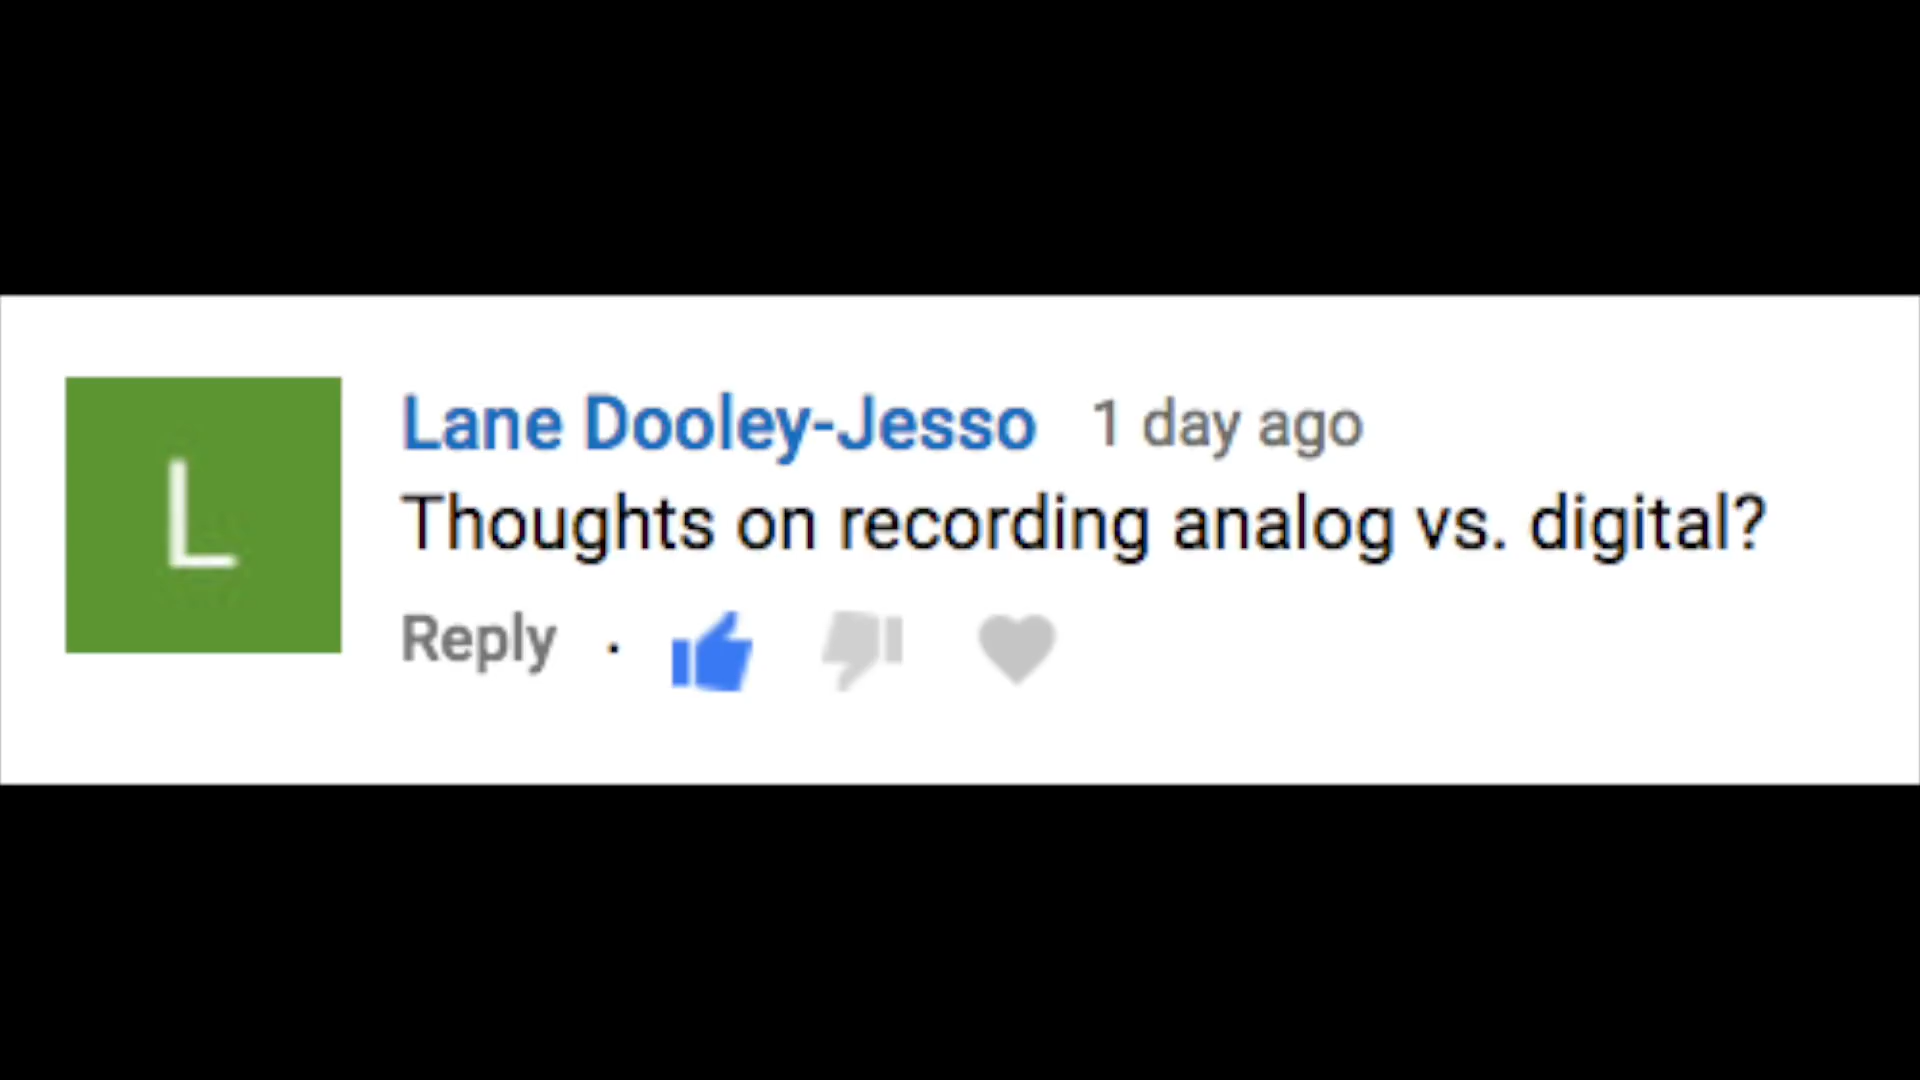 L
Lane Dooley-Jesso 1 day ago
Thoughts on recording analog vs. digital?
Reply ·